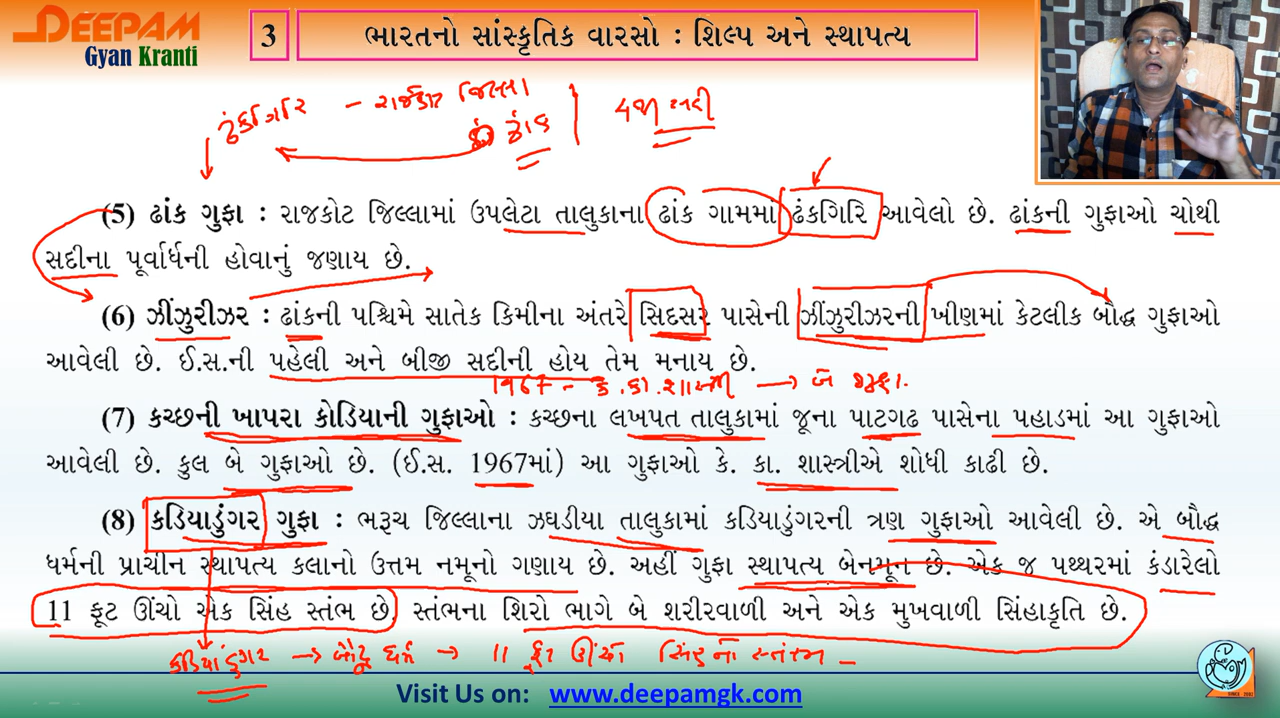 DEEPAM
Gyan Kranti
3
ભારતનો સાંસ્કૃતિક વારસો : શિલ્પ અને સ્થાપત્ય
ઢંકગિરિ – રાજકોટ જિલ્લા
ઢાંક
4થી સદી
(5) ઢાંક ગુફા : રાજકોટ જિલ્લામાં ઉપલેટા તાલુકાના ઢાંક ગામમા ઢંકગિરિ આવેલો છે. ઢાંકની ગુફાઓ ચોથી
સદીના પૂર્વાર્ધની હોવાનું જણાય છે.
(6) ઝીંઝુરીઝર : ઢાંકની પશ્ચિમે સાતેક કિમીના અંતરે સિદસર પાસેની ઝીંઝુરીઝરની ખીણમાં કેટલીક બૌદ્ધ ગુફાઓ
આવેલી છે. ઈ.સ.ની પહેલી અને બીજી સદીની હોય તેમ મનાય છે.
1967 – કે.કા.શાસ્ત્રી → બે ગુફા.
(7) કચ્છની ખાપરા કોડિયાની ગુફાઓ : કચ્છના લખપત તાલુકામાં જૂના પાટગઢ પાસેના પહાડમાં આ ગુફાઓ
આવેલી છે. કુલ બે ગુફાઓ છે. (ઈ.સ. 1967માં) આ ગુફાઓ કે. કા. શાસ્ત્રીએ શોધી કાઢી છે.
(8) કડિયાડુંગર ગુફા : ભરૂચ જિલ્લાના ઝઘડીયા તાલુકામાં કડિયાડુંગરની ત્રણ ગુફાઓ આવેલી છે. એ બૌદ્ધ
ધર્મની પ્રાચીન સ્થાપત્ય કલાનો ઉત્તમ નમૂનો ગણાય છે. અહીં ગુફા સ્થાપત્ય બેનમૂન છે. એક જ પથ્થરમાં કંડારેલો
11 ફૂટ ઊંચો એક સિંહ સ્તંભ છે. સ્તંભના શિરો ભાગે બે શરીરવાળી અને એક મુખવાળી સિંહાકૃતિ છે.
કડિયાડુંગર → બૌદ્ધ ધર્મ → 11 ફૂટ ઊંચો સિંહનો સ્તંભ –
Visit Us on: www.deepamgk.com